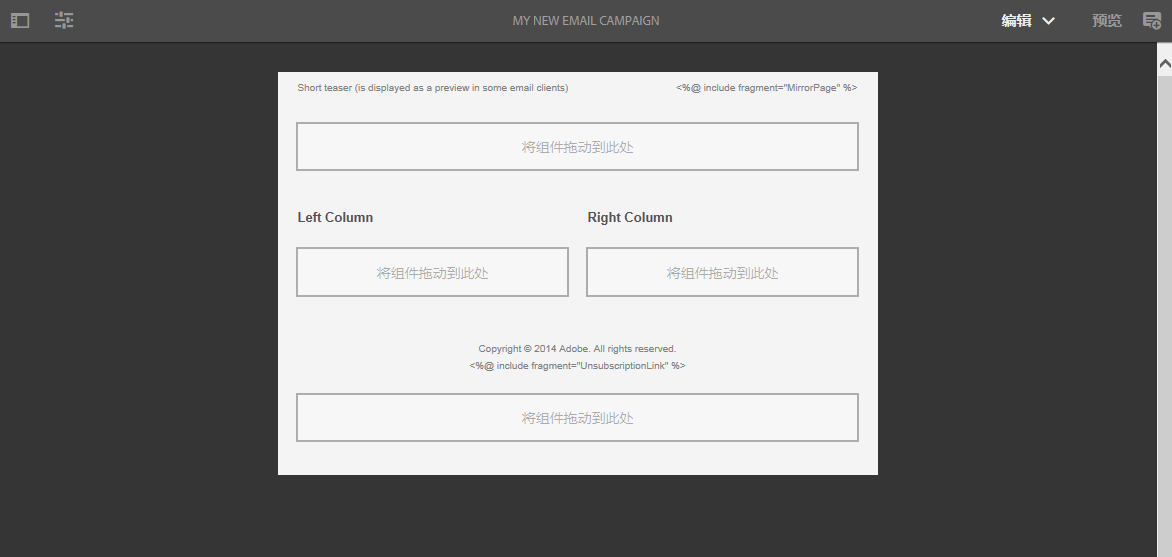 MY NEW EMAIL CAMPAIGN
编辑
预览
Short teaser (is displayed as a preview in some email clients)
<%@ include fragment="MirrorPage" %>
将组件拖动到此处
Left Column
Right Column
将组件拖动到此处
将组件拖动到此处
Copyright © 2014 Adobe. All rights reserved.
<%@ include fragment="UnsubscriptionLink" %>
将组件拖动到此处